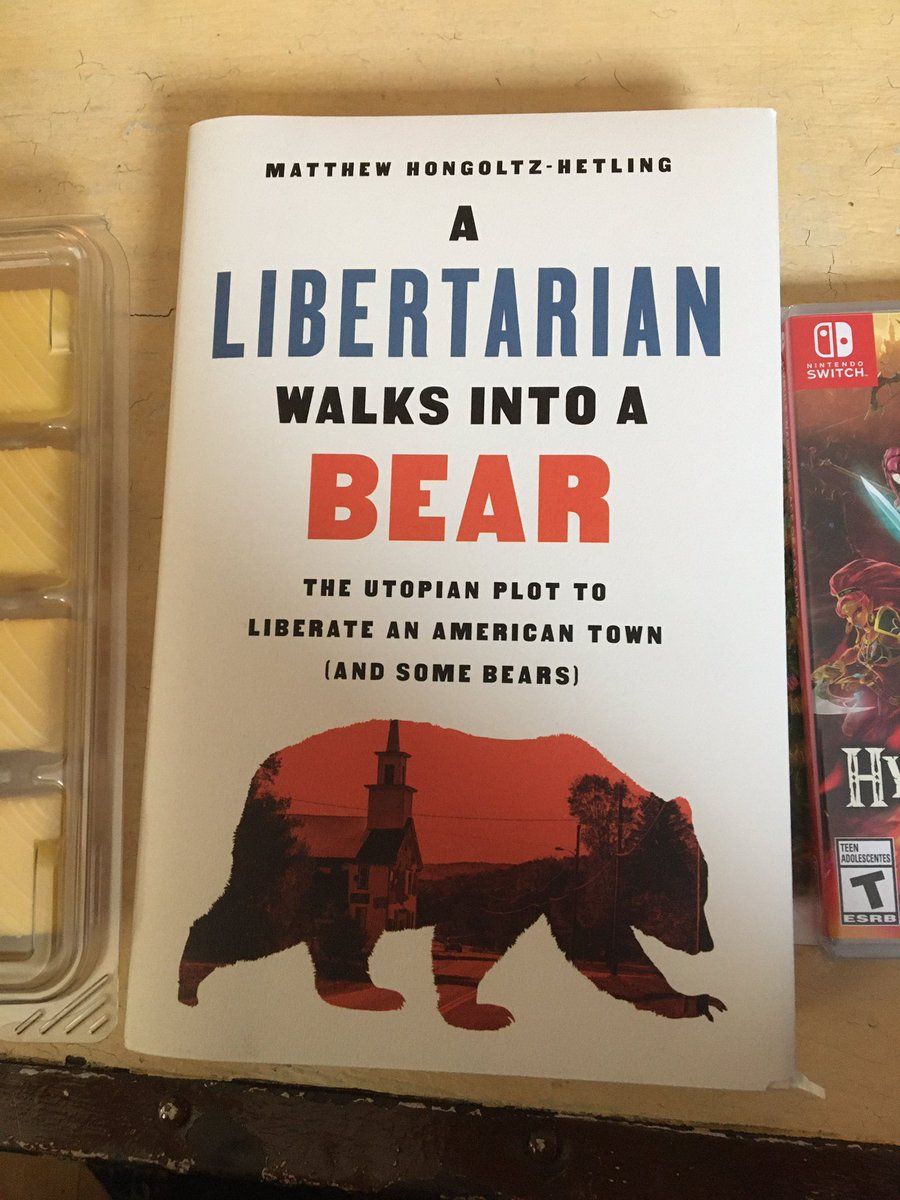 MATTHEW HONGOLTZ-HETLING
A
LIBERTARIAN
WALKS INTO A
BEAR
THE UTOPIAN PLOT TO
LIBERATE AN AMERICAN TOWN
(AND SOME BEARS)
NINTENDO
SWITCH
HY
TEEN
ADOLESCENTES
T
ESRB